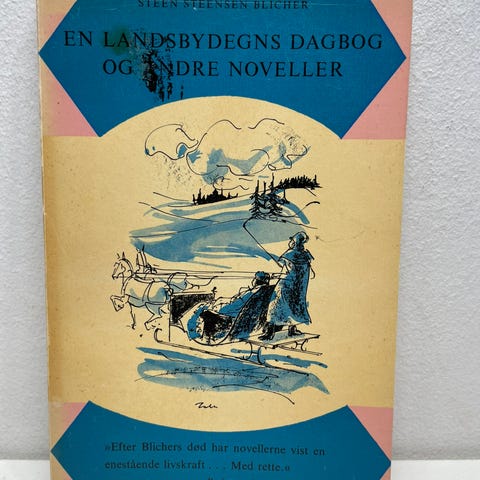 STEEN STEENSEN BLICHER
EN LANDSBYDEGNS DAGBOG
OG ANDRE NOVELLER
»Efter Blichers død har novellerne vist en
enestående livskraft . . . Med rette.«